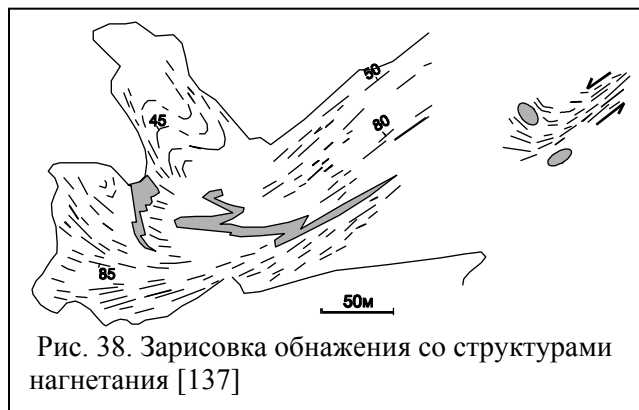 50
45
80
85
50м
Рис. 38. Зарисовка обнажения со структурами
нагнетания [137]